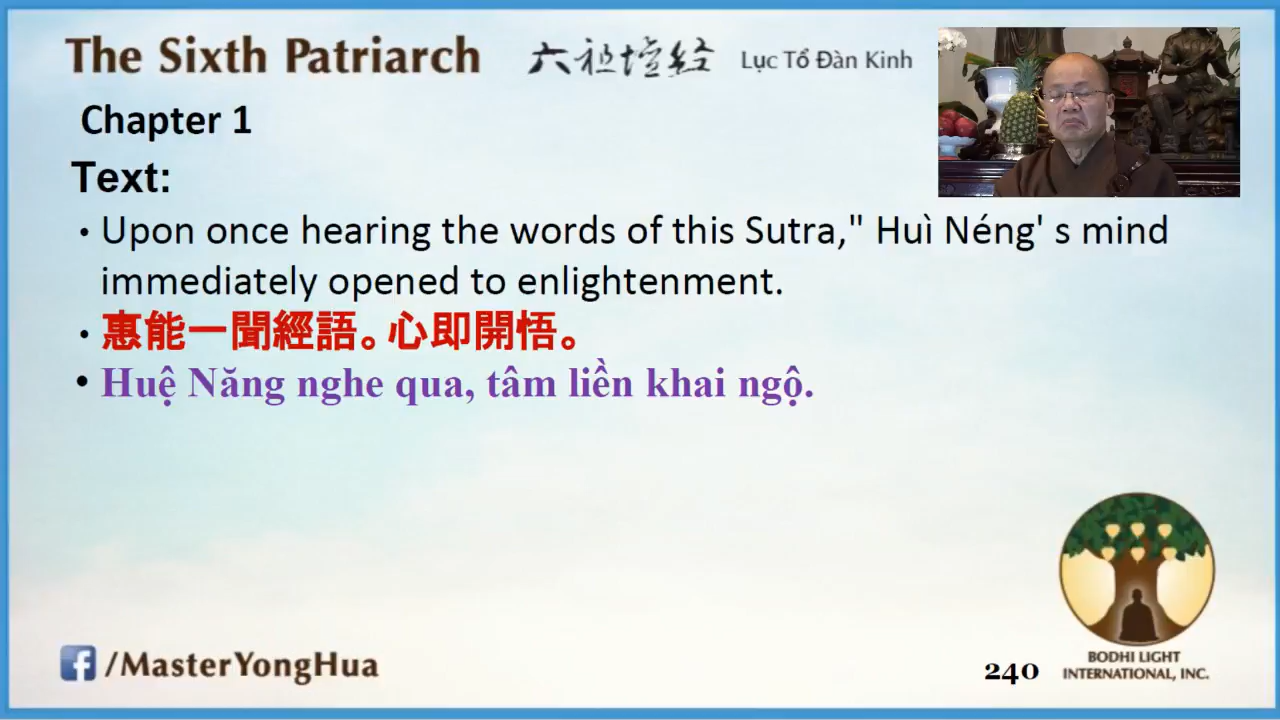 The Sixth Patriarch 六祖壇经 Lục Tổ Đàn Kinh
Chapter 1
Text:
• Upon once hearing the words of this Sutra," Huì Néng' s mind
immediately opened to enlightenment.
• 惠能一聞經語。心即開悟。
• Huệ Năng nghe qua, tâm liền khai ngộ.
f /MasterYongHua
240
BODHI LIGHT
INTERNATIONAL, INC.